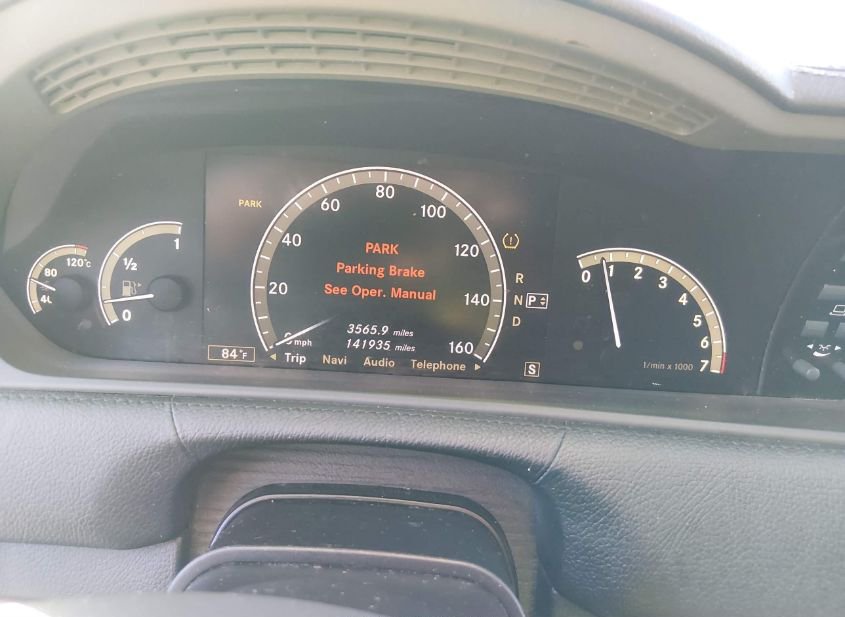 120°C
80
40
1
1/2
0
PARK
20
40
60
80
100
120
140
160
0 mph
PARK
Parking Brake
See Oper. Manual
3565.9 miles
141935 miles
Trip Navi Audio Telephone
84°F
(!)
R
N P
D
S
0 1 2 3 4 5 6 7
1/min x 1000